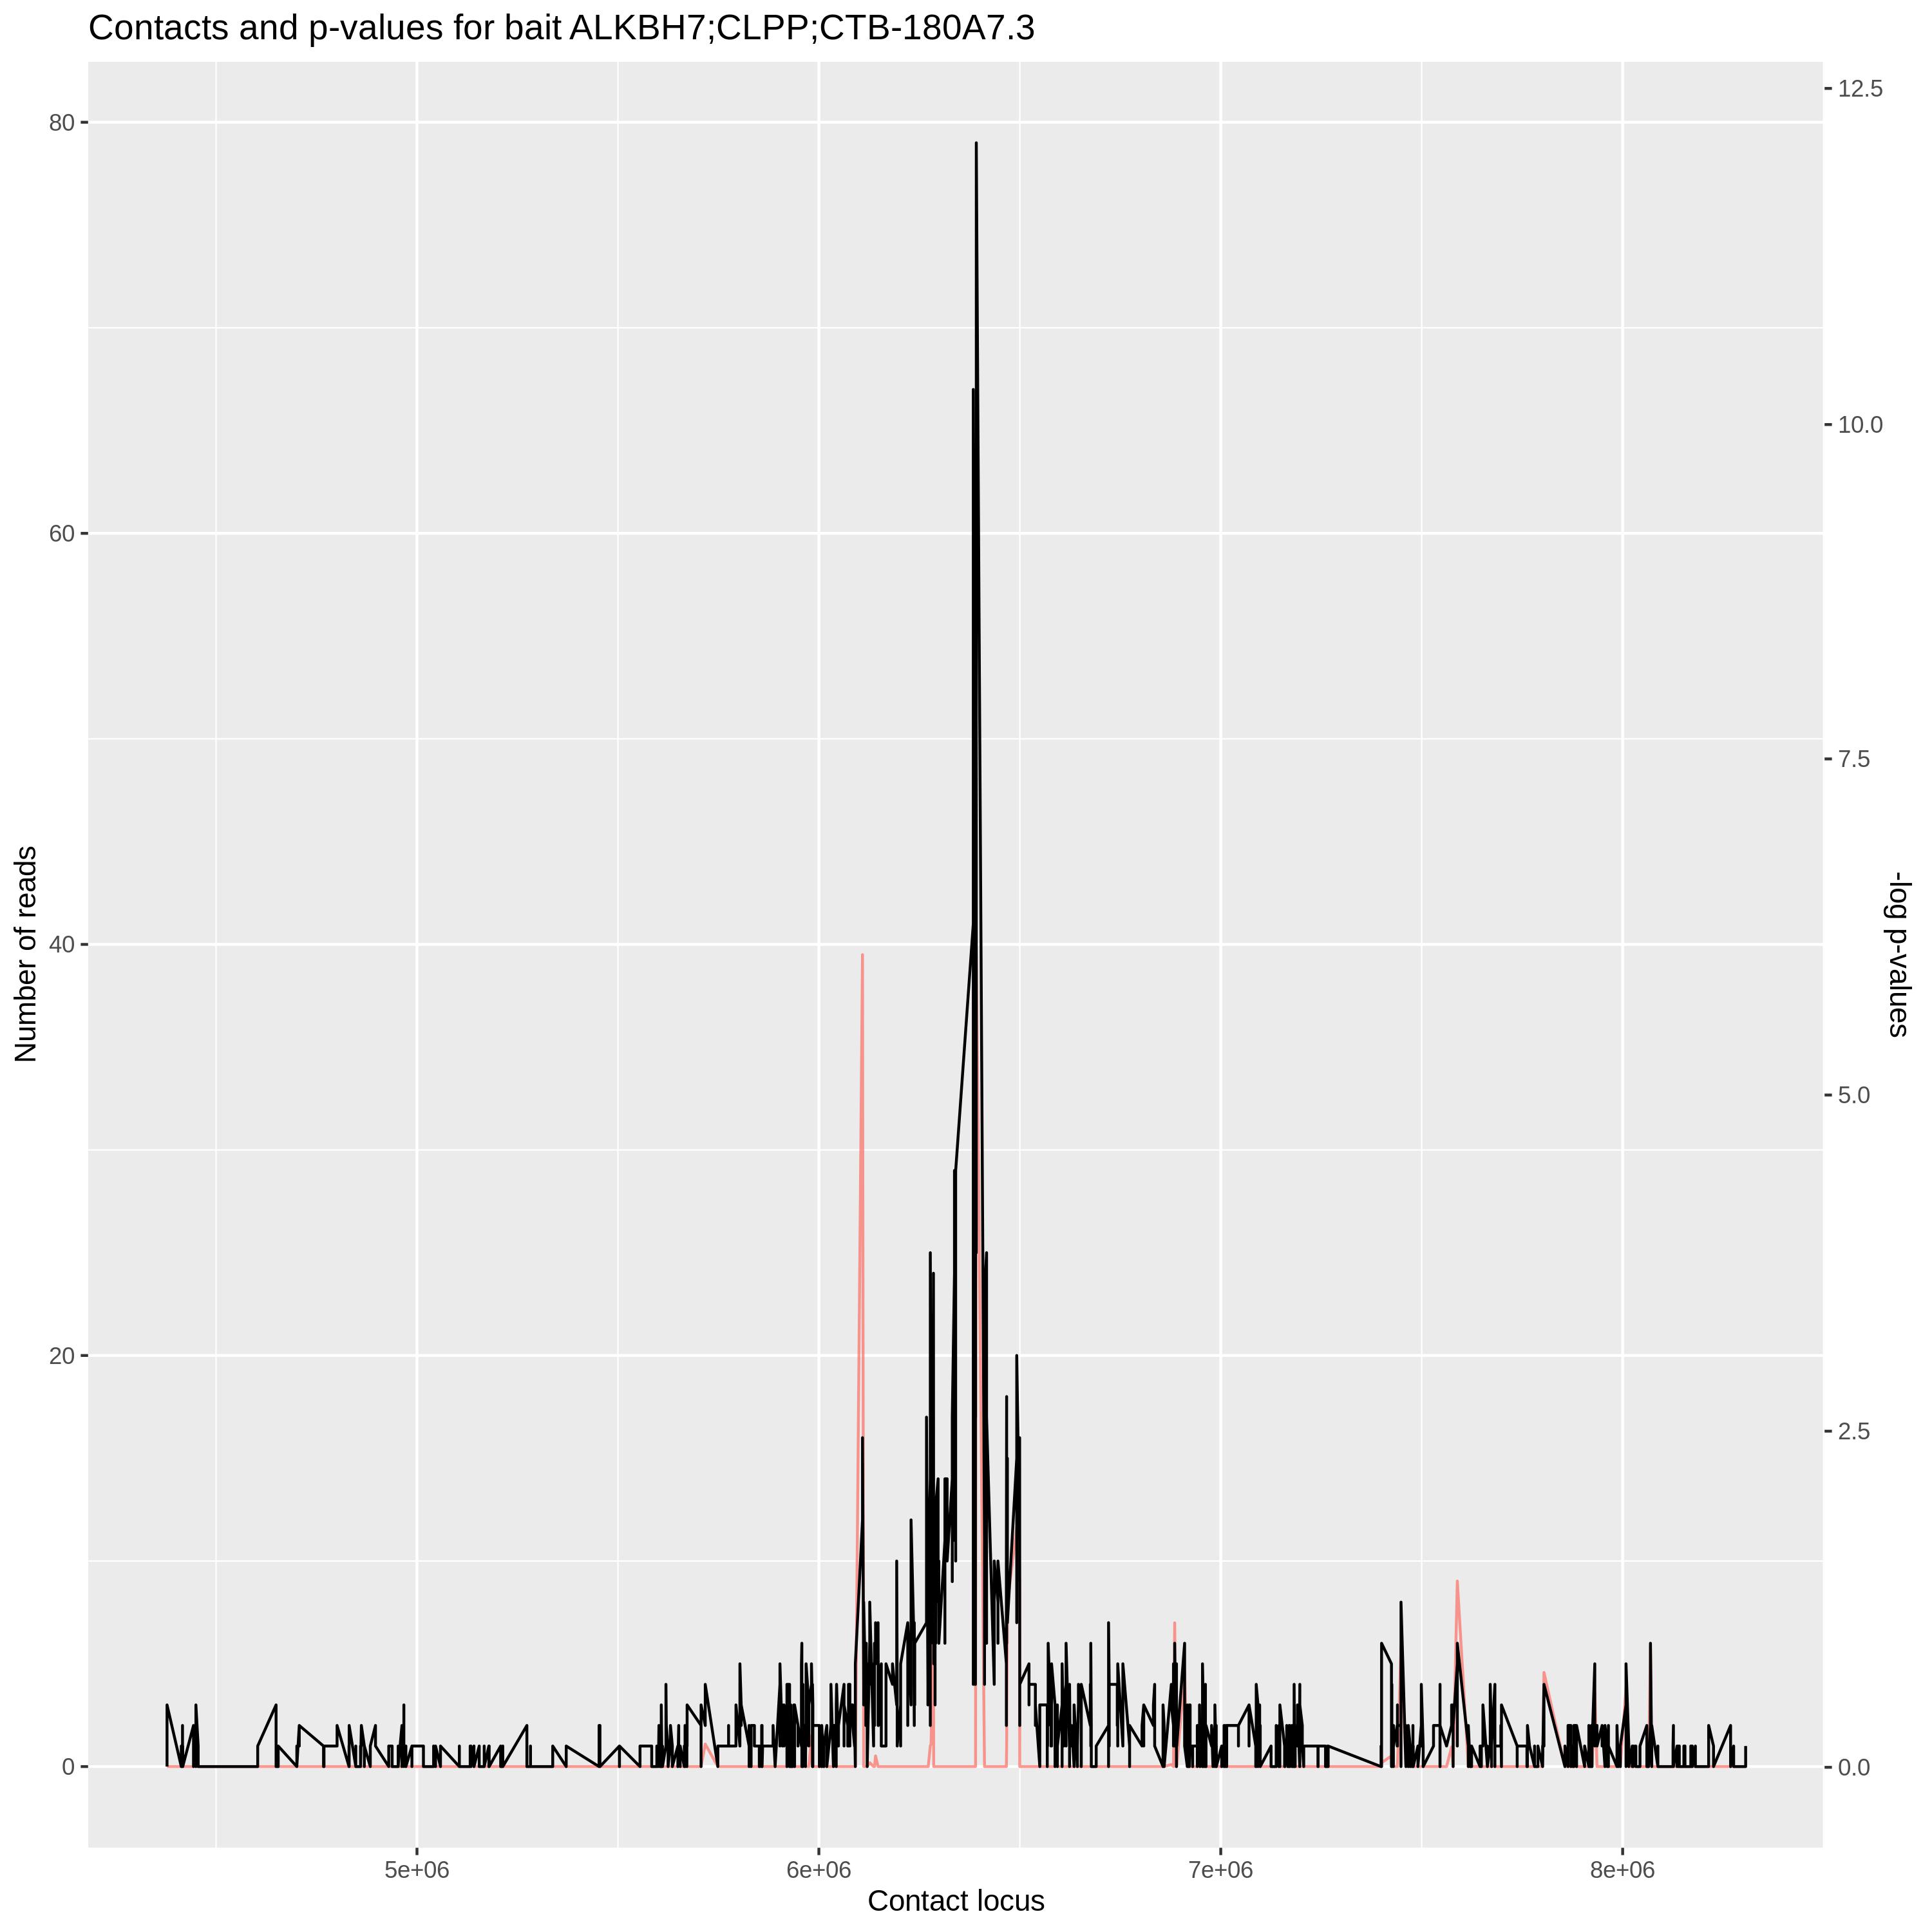 Contacts and p-values for bait ALKBH7;CLPP;CTB-180A7.3
80
60
40
20
0
Number of reads
12.5
10.0
7.5
5.0
2.5
0.0
-log p-values
5e+06
6e+06
7e+06
8e+06
Contact locus